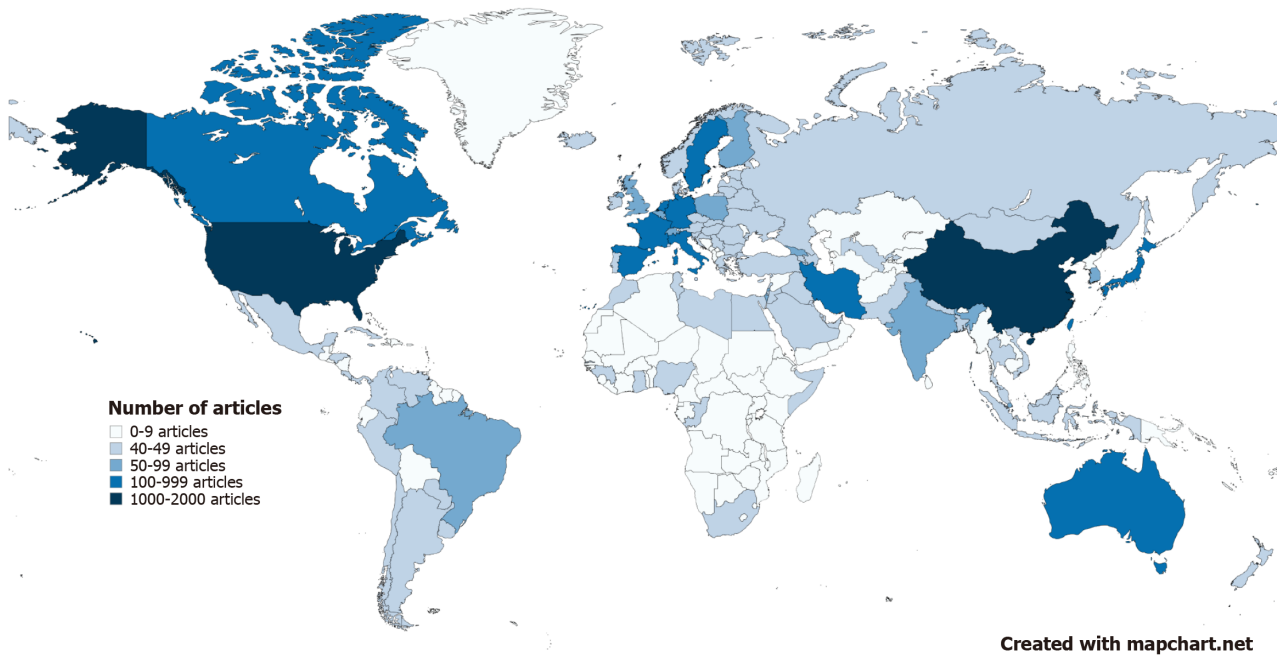 Number of articles
0-9 articles
40-49 articles
50-99 articles
100-999 articles
1000-2000 articles
Created with mapchart.net